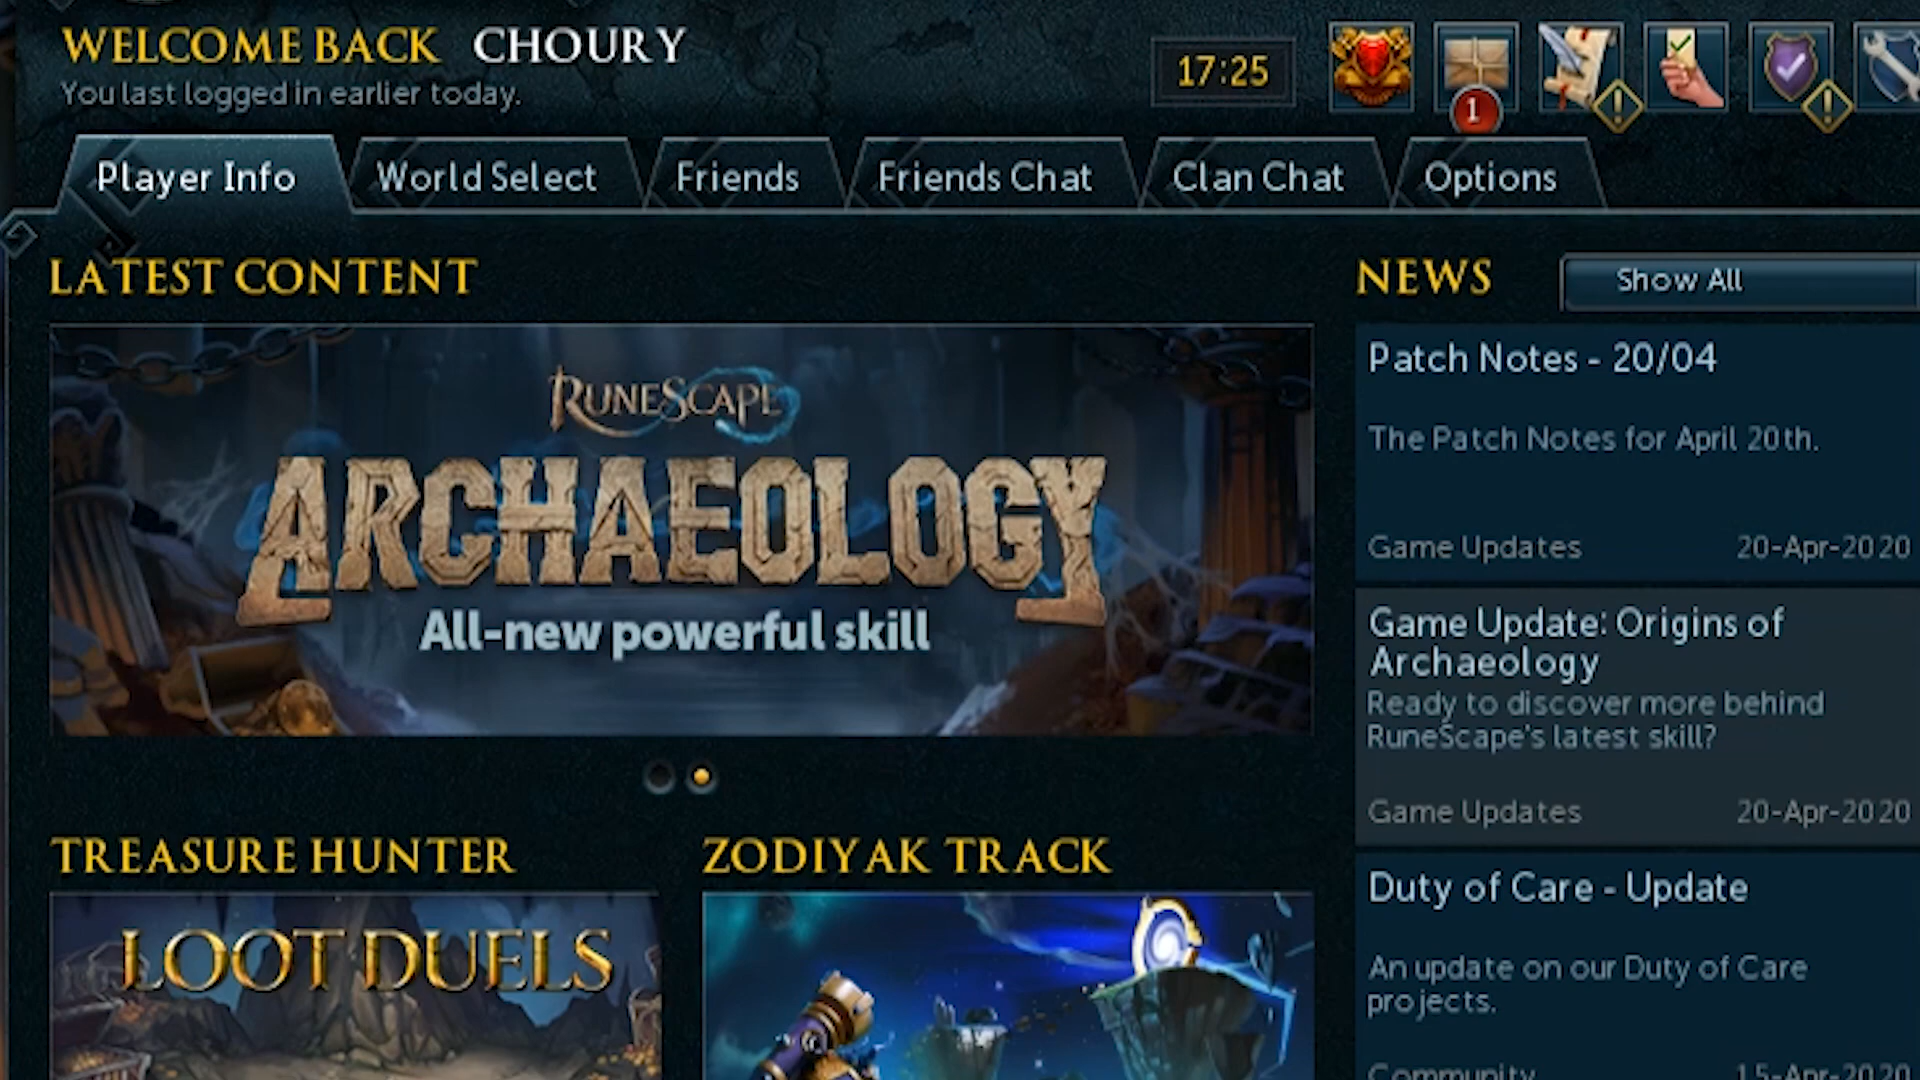 WELCOME BACK CHOURY
You last logged in earlier today.
17:25
1
Player Info
World Select
Friends
Friends Chat
Clan Chat
Options
LATEST CONTENT
RUNESCAPE
ARCHAEOLOGY
All-new powerful skill
TREASURE HUNTER
LOOT DUELS
ZODIYAK TRACK
NEWS
Show All
Patch Notes - 20/04
The Patch Notes for April 20th.
Game Updates 20-Apr-2020
Game Update: Origins of
Archaeology
Ready to discover more behind
RuneScape's latest skill?
Game Updates 20-Apr-2020
Duty of Care - Update
An update on our Duty of Care
projects.
Community 15-Apr-2020